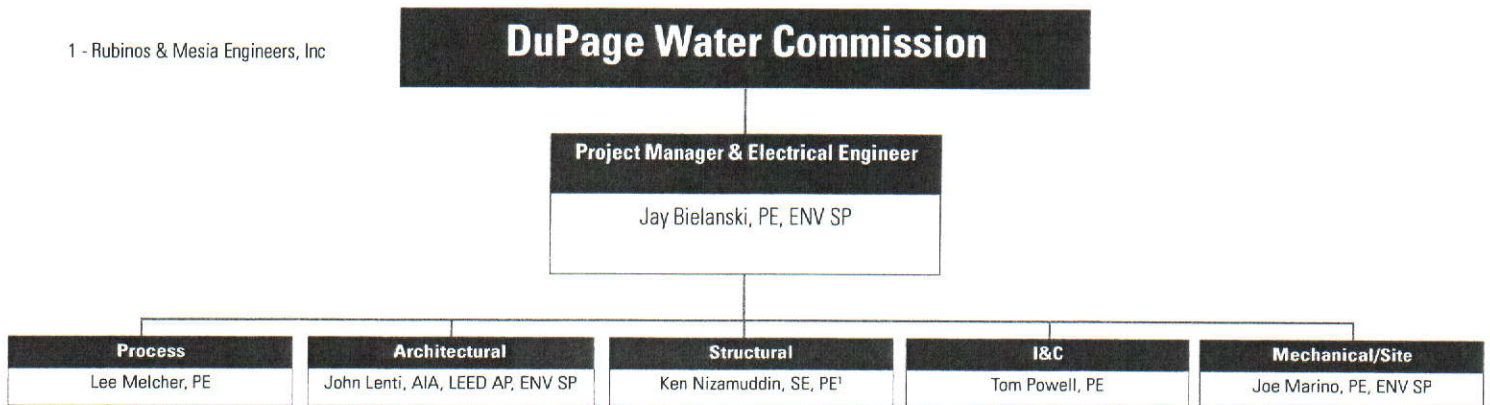 1 - Rubinos & Mesia Engineers, Inc
DuPage Water Commission
Project Manager & Electrical Engineer
Jay Bielanski, PE, ENV SP
Process
Lee Melcher, PE
Architectural
John Lenti, AIA, LEED AP, ENV SP
Structural
Ken Nizamuddin, SE, PE¹
I&C
Tom Powell, PE
Mechanical/Site
Joe Marino, PE, ENV SP